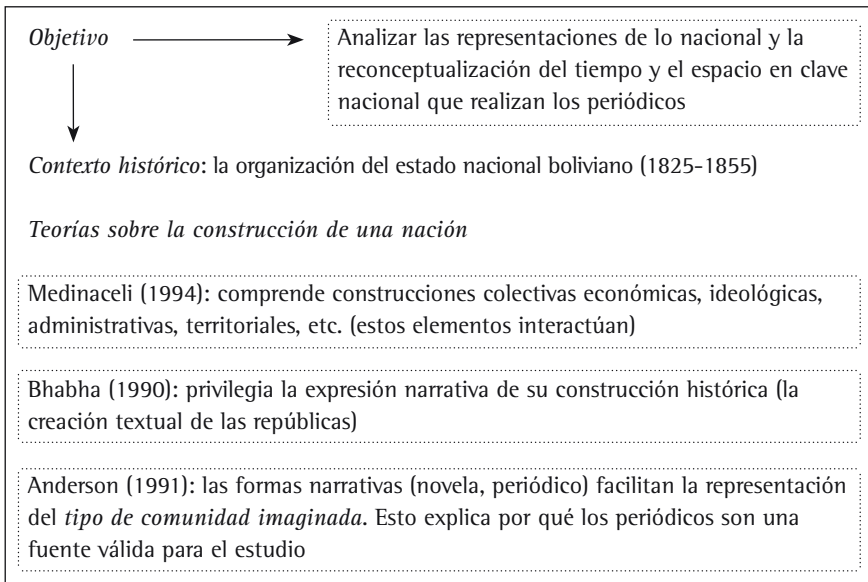 Objetivo
Analizar las representaciones de lo nacional y la
reconceptualización del tiempo y el espacio en clave
nacional que realizan los periódicos
Contexto histórico: la organización del estado nacional boliviano (1825-1855)
Teorías sobre la construcción de una nación
Medinaceli (1994): comprende construcciones colectivas económicas, ideológicas,
administrativas, territoriales, etc. (estos elementos interactúan)
Bhabha (1990): privilegia la expresión narrativa de su construcción histórica (la
creación textual de las repúblicas)
Anderson (1991): las formas narrativas (novela, periódico) facilitan la representación
del tipo de comunidad imaginada. Esto explica por qué los periódicos son una
fuente válida para el estudio